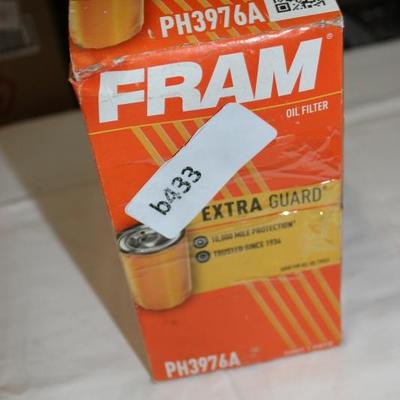 PH3976A
FRAM®
OIL FILTER
b433
EXTRA GUARD®
10,000 MILE PROTECTION*
TRUSTED SINCE 1934
PH3976A